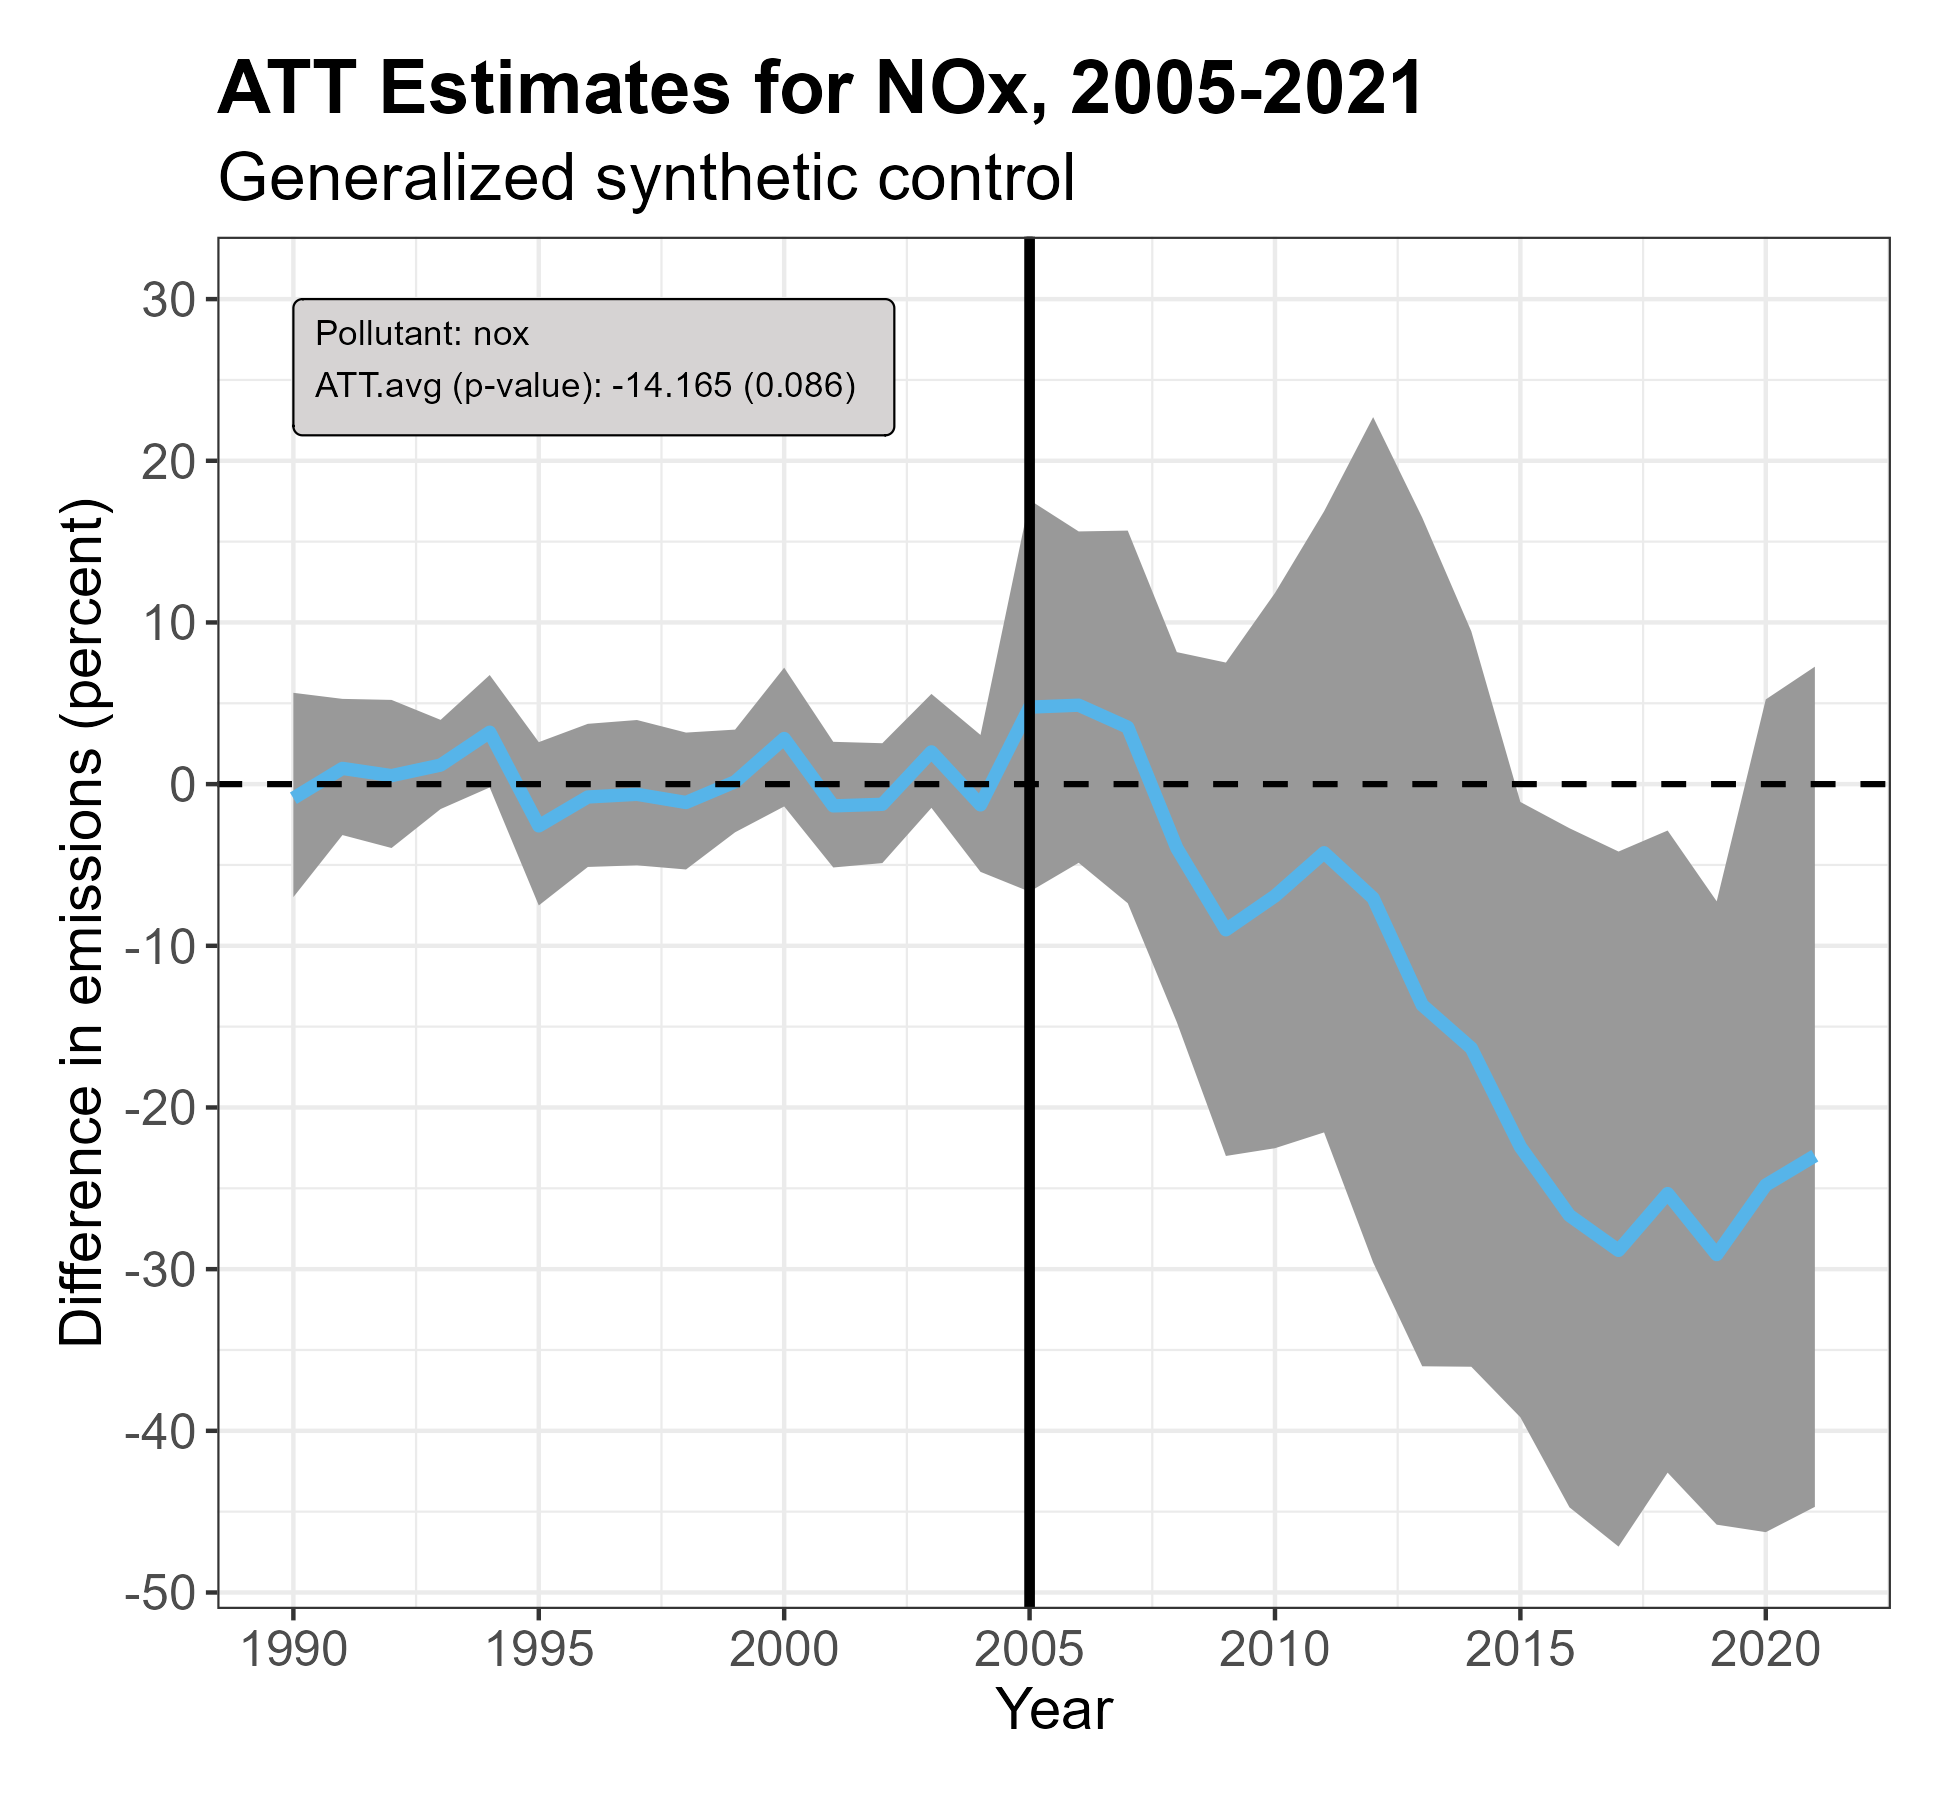 ATT Estimates for NOx, 2005-2021
Generalized synthetic control
Pollutant: nox
ATT.avg (p-value): -14.165 (0.086)
Difference in emissions (percent)
30
20
10
0
-10
-20
-30
-40
-50
1990
1995
2000
2005
2010
2015
2020
Year